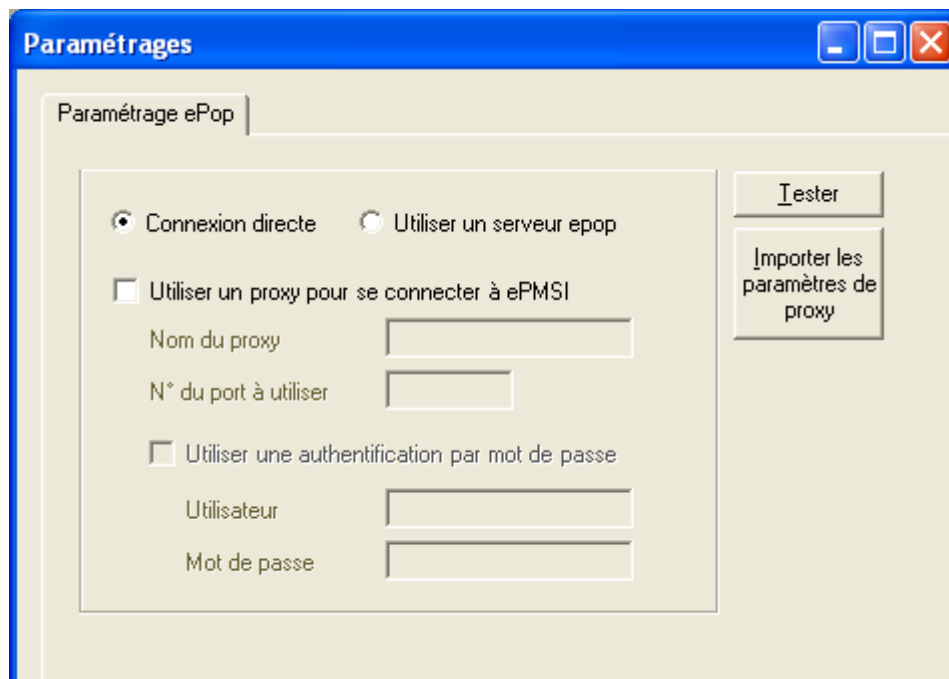 Paramétrages
Paramétrage ePop
Connexion directe
Utiliser un serveur epop
Tester
Utiliser un proxy pour se connecter à ePMSI
Importer les
paramètres de
proxy
Nom du proxy
N° du port à utiliser
Utiliser une authentification par mot de passe
Utilisateur
Mot de passe